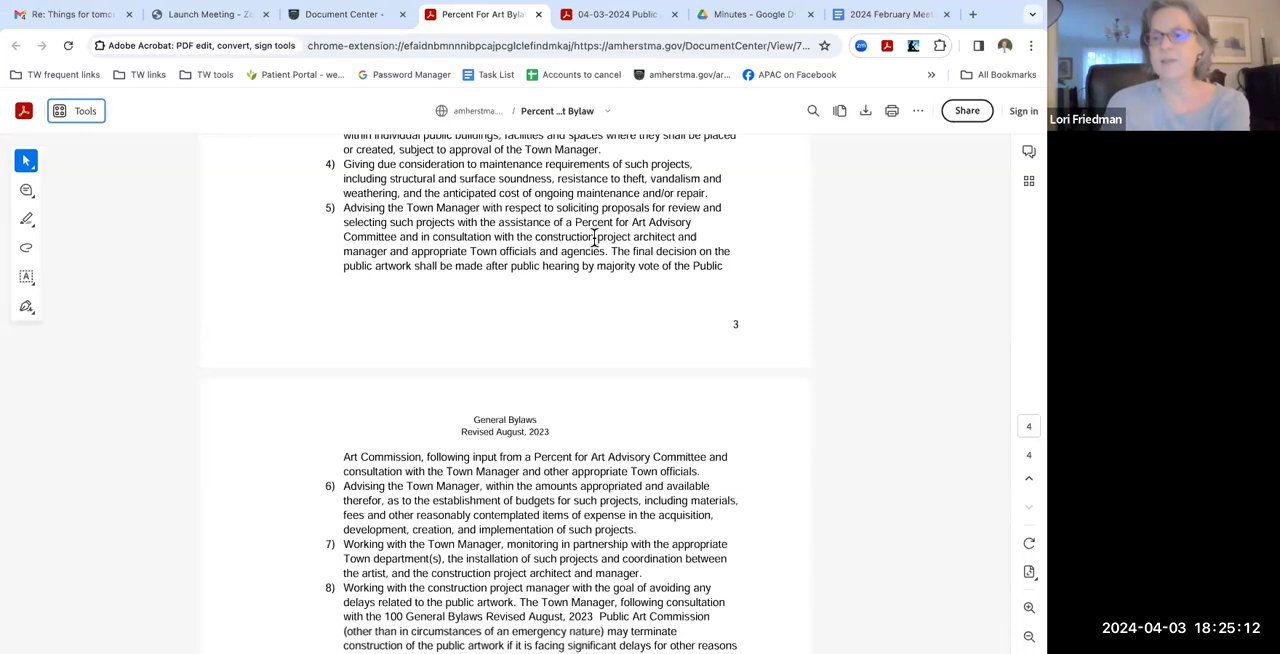 Re: Things for tomo
Launch Meeting - Z
Document Center •
Percent For Art Bylaw
04-03-2024 Public
Minutes - Google D
2024 February Mee
Adobe Acrobat: PDF edit, convert, sign tools
chrome-extension://efaidnbmnnnibpcajpcglclefindmkaj/https://amherstma.gov/DocumentCenter/View/7...
TW frequent links
TW links
TW tools
Patient Portal - we...
Password Manager
Task List
Accounts to cancel
amherstma.gov/ar...
APAC on Facebook
All Bookmarks
Tools
amherstma... / Percent ...t Bylaw
Share
Sign in
Lori Friedman
within individual public buildings, facilities and spaces where they shall be placed
or created, subject to approval of the Town Manager.
4) Giving due consideration to maintenance requirements of such projects,
including structural and surface soundness, resistance to theft, vandalism and
weathering, and the anticipated cost of ongoing maintenance and/or repair.
5) Advising the Town Manager with respect to soliciting proposals for review and
selecting such projects with the assistance of a Percent for Art Advisory
Committee and in consultation with the construction project architect and
manager and appropriate Town officials and agencies. The final decision on the
public artwork shall be made after public hearing by majority vote of the Public
3
General Bylaws
Revised August, 2023
Art Commission, following input from a Percent for Art Advisory Committee and
consultation with the Town Manager and other appropriate Town officials.
6) Advising the Town Manager, within the amounts appropriated and available
therefor, as to the establishment of budgets for such projects, including materials,
fees and other reasonably contemplated items of expense in the acquisition,
development, creation, and implementation of such projects.
7) Working with the Town Manager, monitoring in partnership with the appropriate
Town department(s), the installation of such projects and coordination between
the artist, and the construction project architect and manager.
8) Working with the construction project manager with the goal of avoiding any
delays related to the public artwork. The Town Manager, following consultation
with the 100 General Bylaws Revised August, 2023 Public Art Commission
(other than in circumstances of an emergency nature) may terminate
construction of the public artwork if it is facing significant delays for other reasons
4
4
2024-04-03 18:25:12